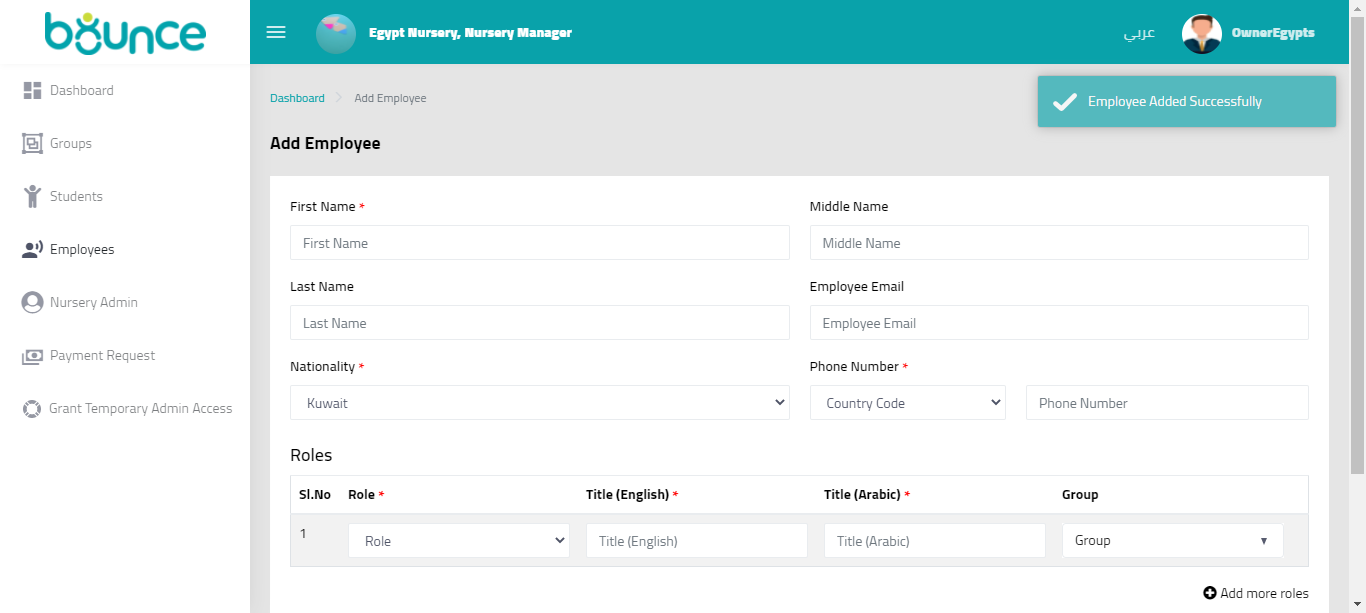 bounce
Egypt Nursery, Nursery Manager
عربي
OwnerEgypts
Dashboard
Groups
Students
Employees
Nursery Admin
Payment Request
Grant Temporary Admin Access
Dashboard
Add Employee
Employee Added Successfully
Add Employee
First Name *
Middle Name
First Name
Middle Name
Last Name
Employee Email
Last Name
Employee Email
Nationality *
Phone Number *
Kuwait
Country Code
Phone Number
Roles
Sl.No Role * Title (English) * Title (Arabic) * Group
1 Role Title (English) Title (Arabic) Group
Add more roles